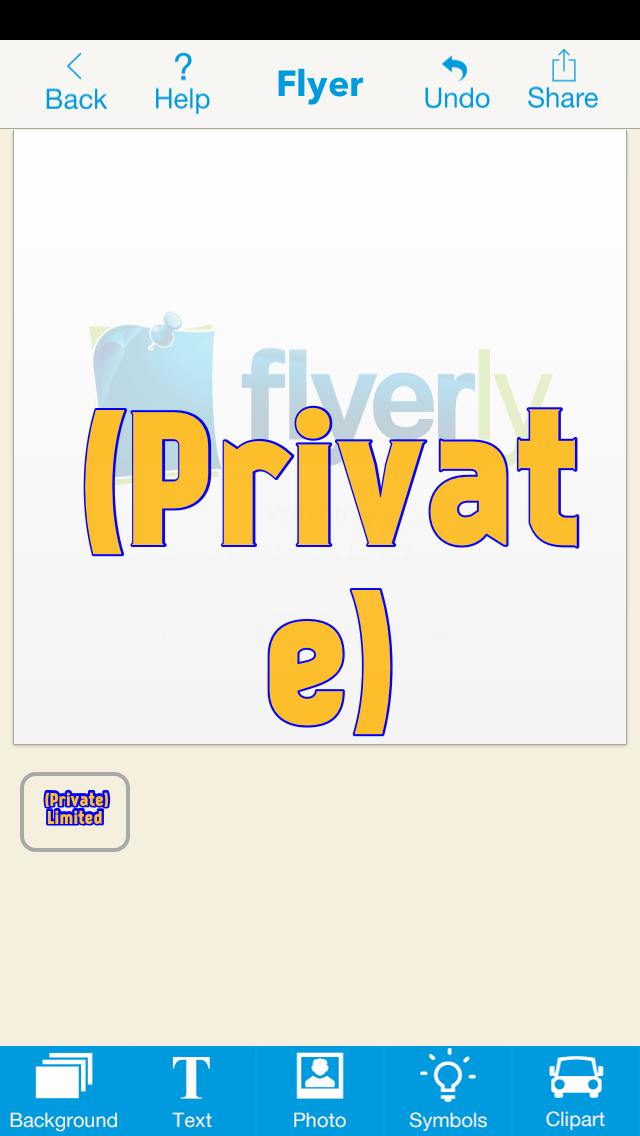 Back
? Help
Flyer
Undo
Share
flyerly
(Privat
e)
(Private)
Limited
Background
T Text
Photo
Symbols
Clipart